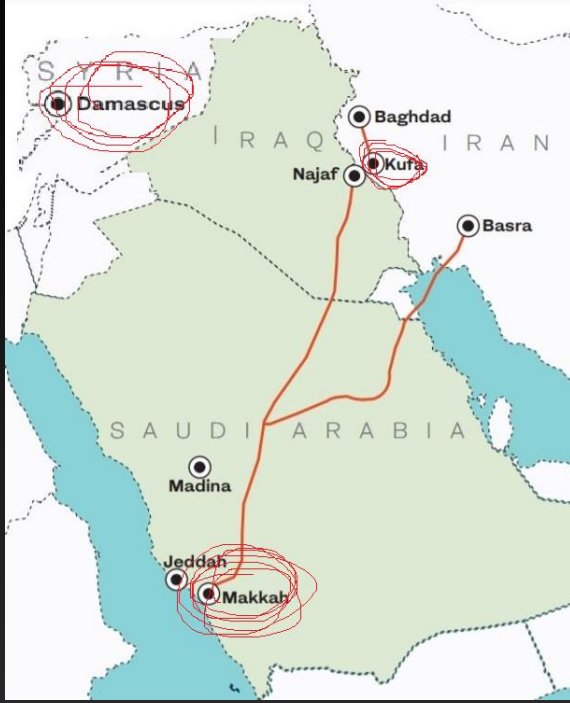 SYRIA
Damascus
Baghdad
IRAQ
IRAN
Kufa
Najaf
Basra
SAUDI ARABIA
Madina
Jeddah
Makkah